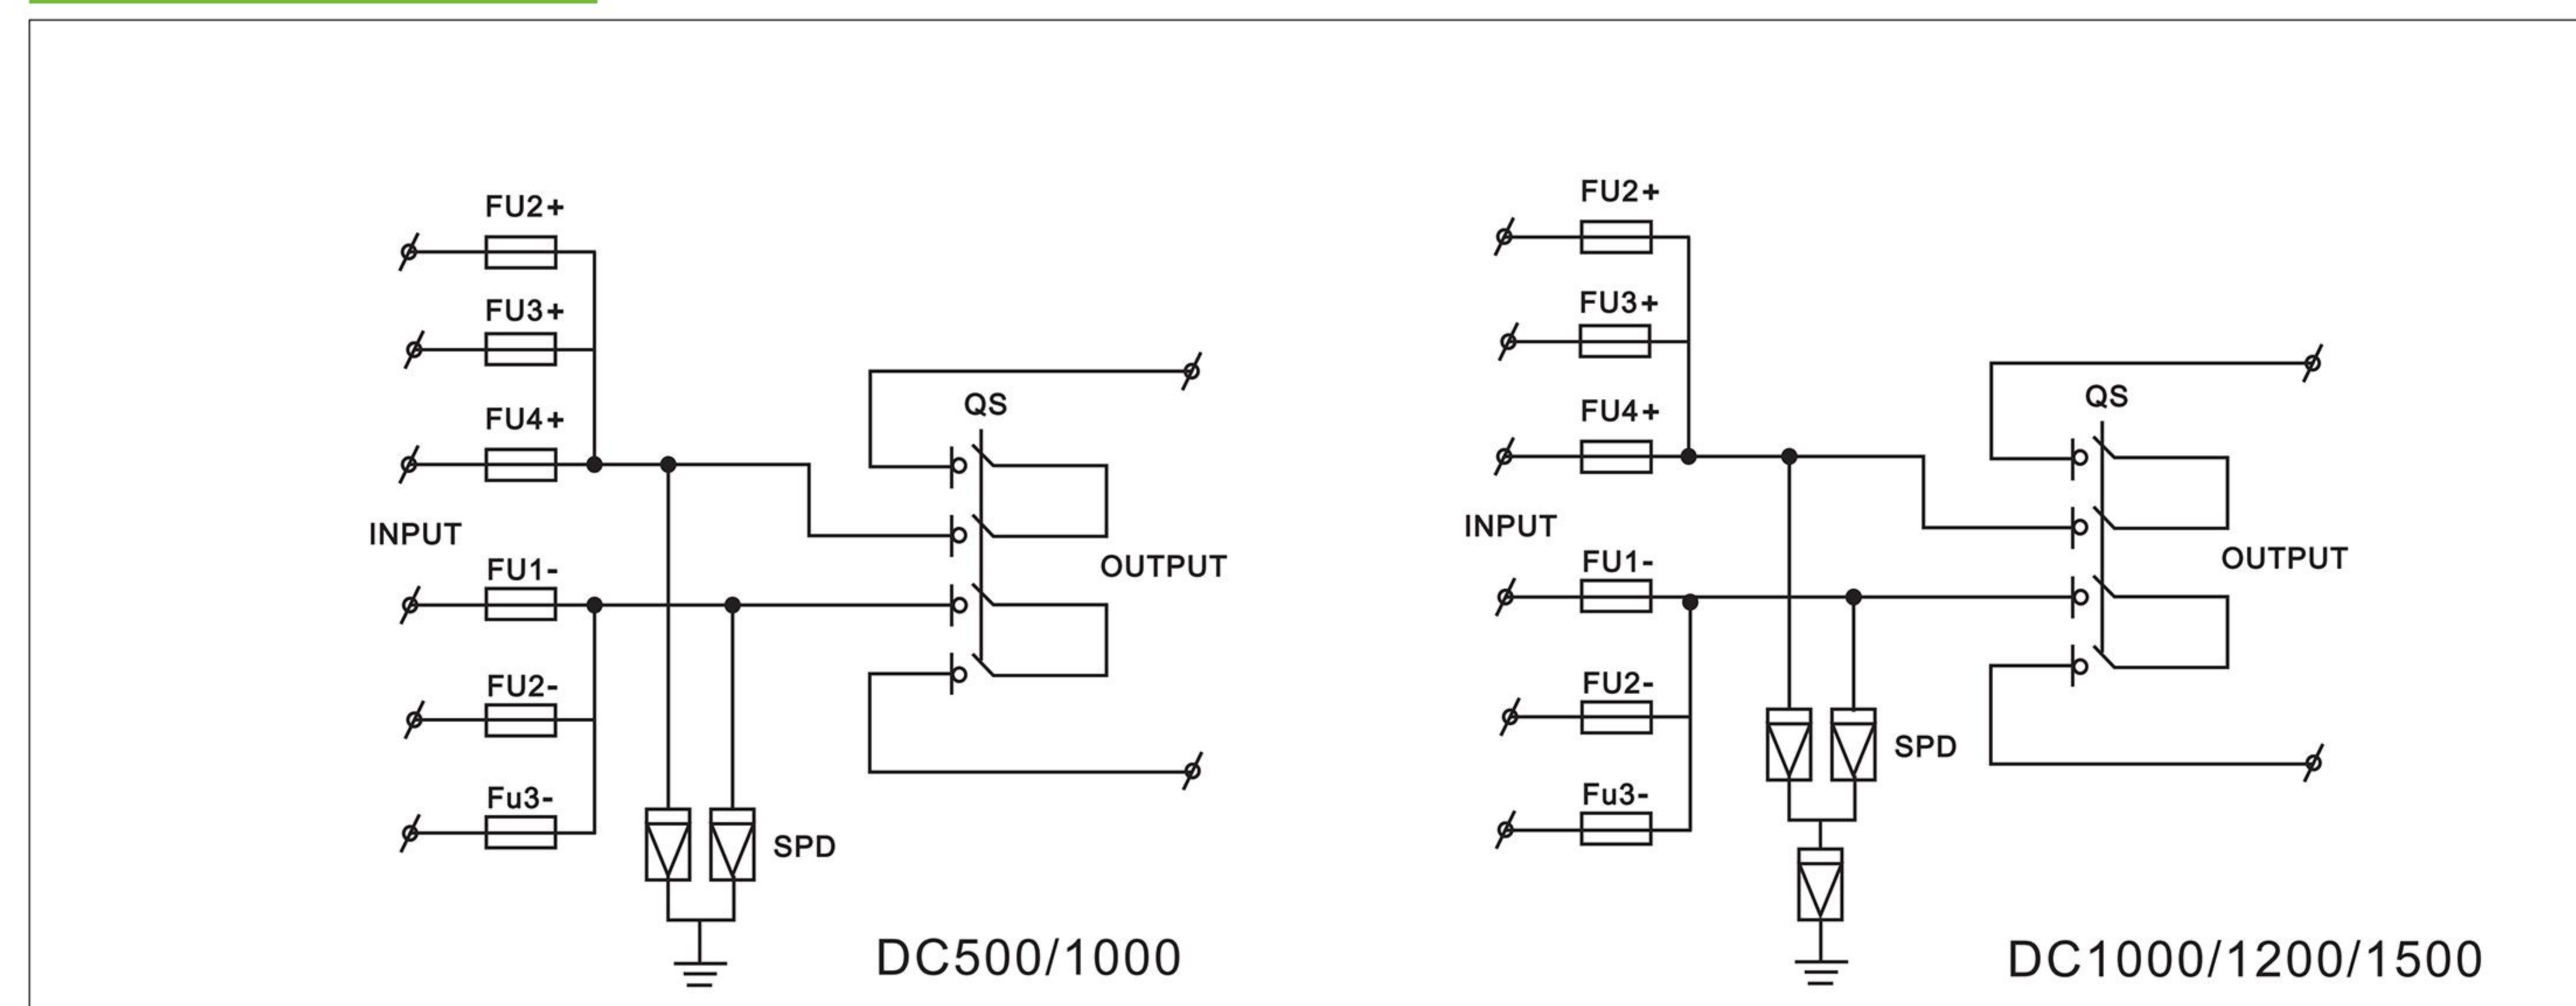 FU2+
FU3+
FU4+
QS
INPUT
FU1-
OUTPUT
FU2-
Fu3-
SPD
DC500/1000
FU2+
FU3+
FU4+
QS
INPUT
FU1-
OUTPUT
FU2-
SPD
Fu3-
DC1000/1200/1500